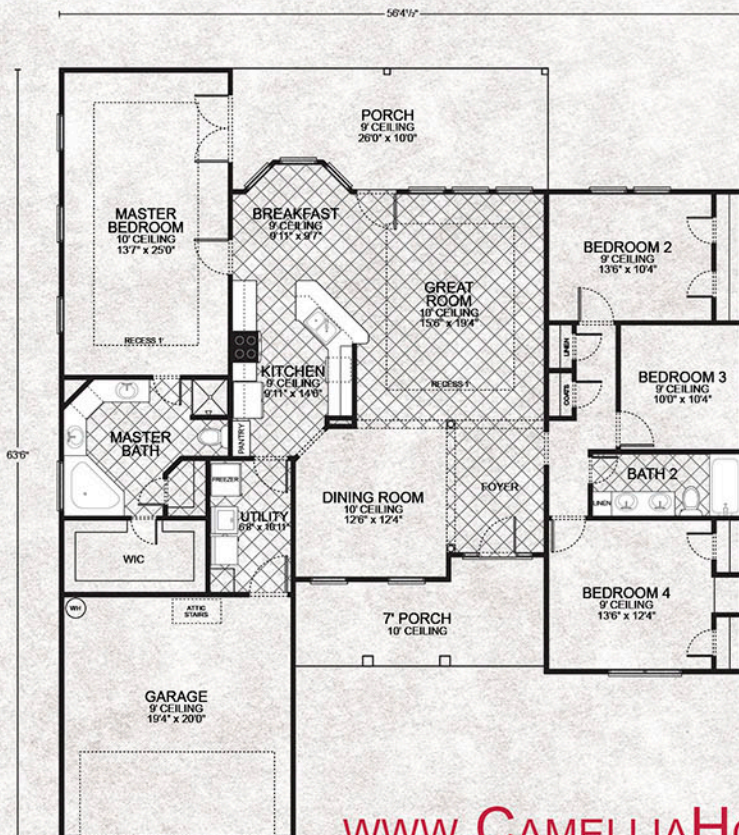 56'4½"
63'6"
PORCH
9' CEILING
26'0" x 10'0"
MASTER
BEDROOM
10' CEILING
13'7" x 25'0"
RECESS 1'
BREAKFAST
9' CEILING
9'11" x 9'7"
GREAT
ROOM
10' CEILING
15'6" x 19'4"
RECESS 1'
BEDROOM 2
9' CEILING
13'6" x 10'4"
LINEN
COATS
BEDROOM 3
9' CEILING
10'0" x 10'4"
KITCHEN
9' CEILING
9'11" x 14'6"
PANTRY
MASTER
BATH
FREEZER
UTILITY
6'8" x 10'11"
DINING ROOM
10' CEILING
12'6" x 12'4"
FOYER
BATH 2
LINEN
WIC
WH
ATTIC
STAIRS
7' PORCH
10' CEILING
BEDROOM 4
9' CEILING
13'6" x 12'4"
GARAGE
9' CEILING
19'4" x 20'0"
www.CamelliaHo